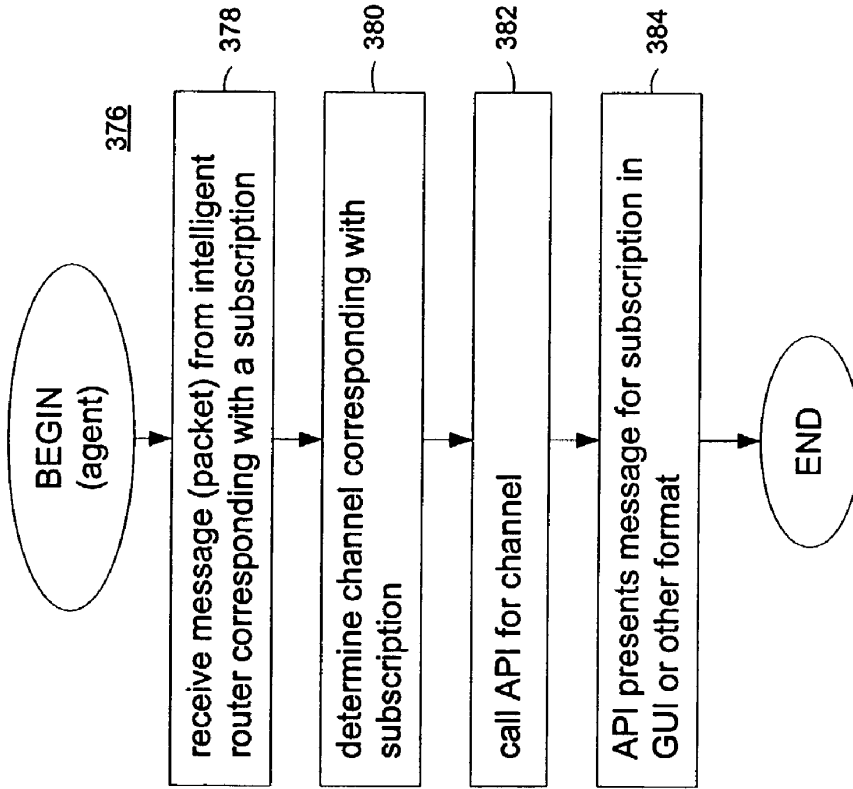 376
BEGIN
(agent)
receive message (packet) from intelligent
router corresponding with a subscription
378
determine channel corresponding with
subscription
380
call API for channel
382
API presents message for subscription in
GUI or other format
384
END